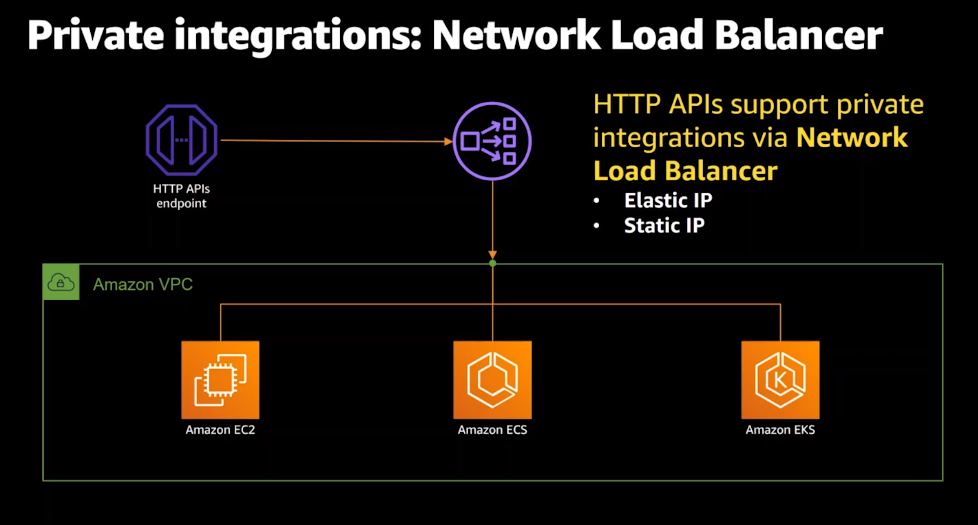 Private integrations: Network Load Balancer
HTTP APIs support private
integrations via Network
Load Balancer
• Elastic IP
• Static IP
HTTP APIs
endpoint
Amazon VPC
Amazon EC2
Amazon ECS
K
Amazon EKS